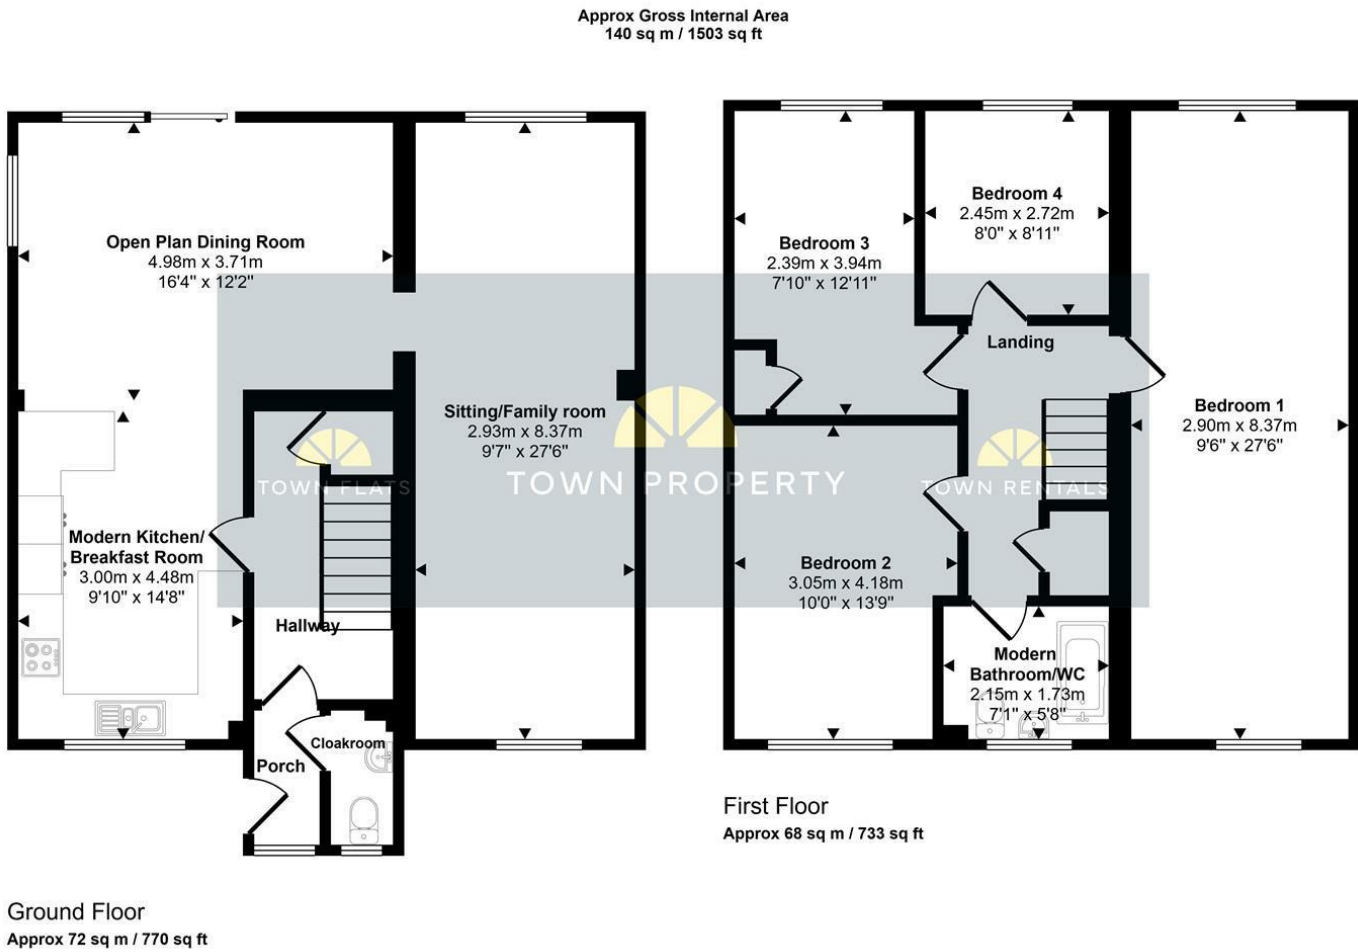 Approx Gross Internal Area
140 sq m / 1503 sq ft
Open Plan Dining Room
4.98m x 3.71m
16'4" x 12'2"
Sitting/Family room
2.93m x 8.37m
9'7" x 27'6"
Modern Kitchen/
Breakfast Room
3.00m x 4.48m
9'10" x 14'8"
Hallway
Cloakroom
Porch
Ground Floor
Approx 72 sq m / 770 sq ft
Bedroom 4
2.45m x 2.72m
8'0" x 8'11"
Bedroom 3
2.39m x 3.94m
7'10" x 12'11"
Landing
Bedroom 1
2.90m x 8.37m
9'6" x 27'6"
Bedroom 2
3.05m x 4.18m
10'0" x 13'9"
Modern
Bathroom/WC
2.15m x 1.73m
7'1" x 5'8"
First Floor
Approx 68 sq m / 733 sq ft
TOWN FLATS
TOWN PROPERTY
TOWN RENTALS